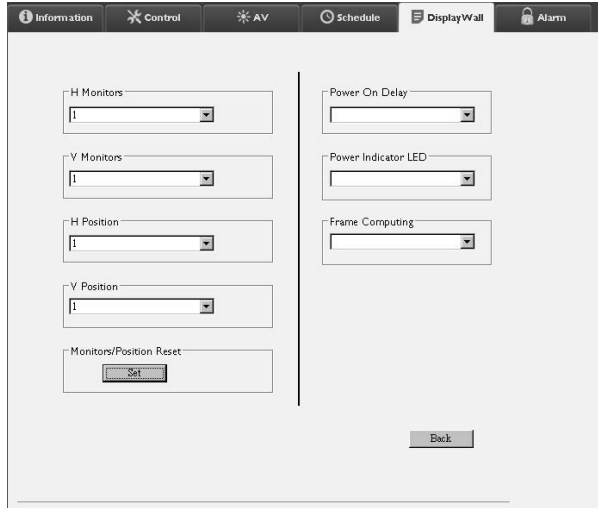 Information Control AV Schedule DisplayWall Alarm
H Monitors
1
V Monitors
1
H Position
1
V Position
1
Monitors/Position Reset
Set
Power On Delay
Power Indicator LED
Frame Computing
Back